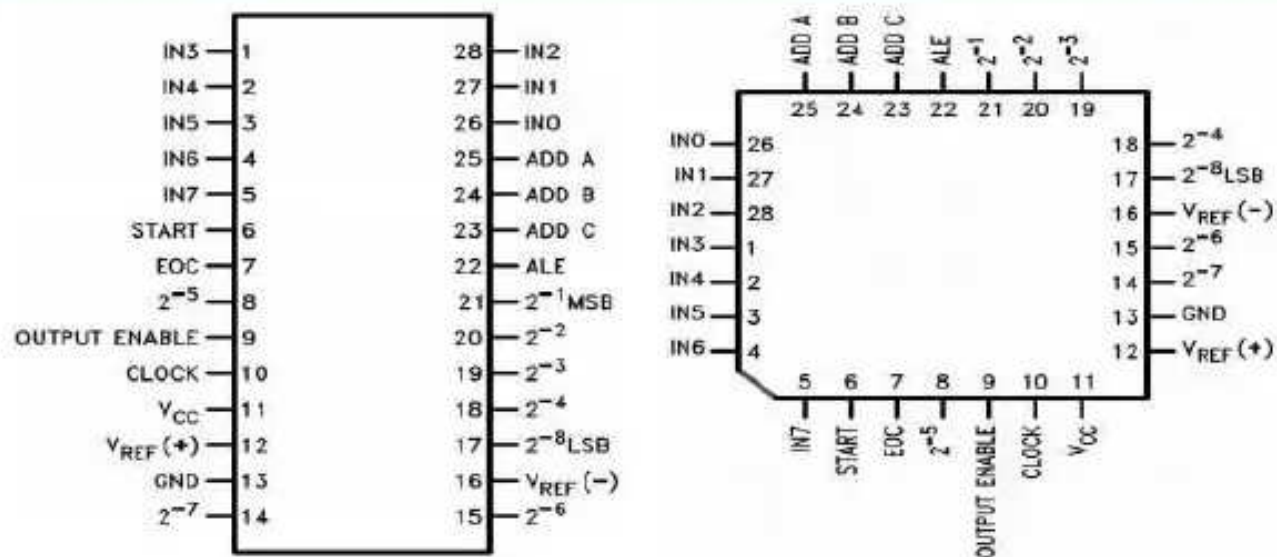 IN3 1 28 IN2
IN4 2 27 IN1
IN5 3 26 IN0
IN6 4 25 ADD A
IN7 5 24 ADD B
START 6 23 ADD C
EOC 7 22 ALE
2⁻⁵ 8 21 2⁻¹MSB
OUTPUT ENABLE 9 20 2⁻²
CLOCK 10 19 2⁻³
VCC 11 18 2⁻⁴
VREF(+) 12 17 2⁻⁸LSB
GND 13 16 VREF(−)
2⁻⁷ 14 15 2⁻⁶
ADD A ADD B ADD C ALE 2⁻¹ 2⁻² 2⁻³
25 24 23 22 21 20 19
IN0 26 18 2⁻⁴
IN1 27 17 2⁻⁸LSB
IN2 28 16 VREF(−)
IN3 1 15 2⁻⁶
IN4 2 14 2⁻⁷
IN5 3 13 GND
IN6 4 12 VREF(+)
5 6 7 8 9 10 11
IN7 START EOC 2⁻⁵ OUTPUT ENABLE CLOCK VCC